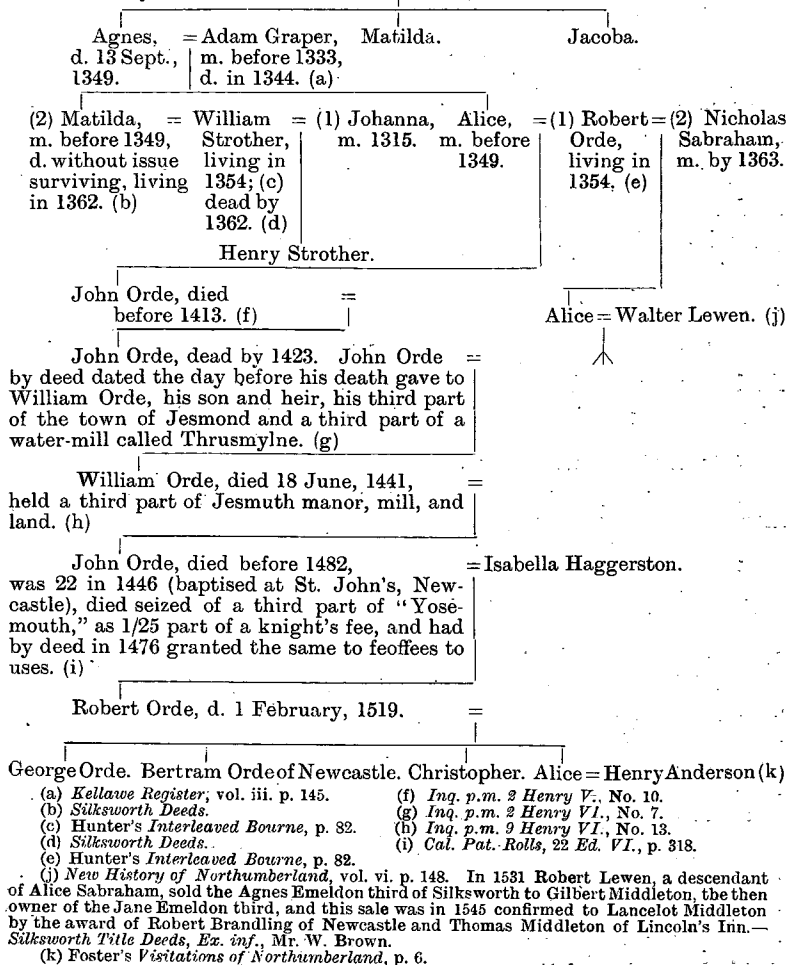 Agnes, = Adam Graper, Matilda. Jacoba.
d. 13 Sept., m. before 1333,
1349. d. in 1344. (a)
(2) Matilda, = William = (1) Johanna, Alice, = (1) Robert = (2) Nicholas
m. before 1349, Strother, m. 1315. m. before Orde, Sabraham,
d. without issue living in 1349. living in m. by 1363.
surviving, living 1354; (c) 1354. (e)
in 1362. (b) dead by
1362. (d)
Henry Strother.
John Orde, died =
before 1413. (f) Alice = Walter Lewen. (j)
John Orde, dead by 1423. John Orde =
by deed dated the day before his death gave to
William Orde, his son and heir, his third part
of the town of Jesmond and a third part of a
water-mill called Thrusmylne. (g)
William Orde, died 18 June, 1441, =
held a third part of Jesmuth manor, mill, and
land. (h)
John Orde, died before 1482, = Isabella Haggerston.
was 22 in 1446 (baptised at St. John's, New-
castle), died seized of a third part of "Yose-
mouth," as 1/25 part of a knight's fee, and had
by deed in 1476 granted the same to feoffees to
uses. (i)
Robert Orde, d. 1 February, 1519. =
George Orde. Bertram Orde of Newcastle. Christopher. Alice = Henry Anderson (k)
(a) Kellawe Register, vol. iii. p. 145. (f) Inq. p.m. 2 Henry V., No. 10.
(b) Silksworth Deeds. (g) Inq. p.m. 2 Henry VI., No. 7.
(c) Hunter's Interleaved Bourne, p. 82. (h) Inq. p.m. 9 Henry VI., No. 13.
(d) Silksworth Deeds. (i) Cal. Pat. Rolls, 22 Ed. VI., p. 318.
(e) Hunter's Interleaved Bourne, p. 82.
(j) New History of Northumberland, vol. vi. p. 148. In 1531 Robert Lewen, a descendant
of Alice Sabraham, sold the Agnes Emeldon third of Silksworth to Gilbert Middleton, the then
owner of the Jane Emeldon third, and this sale was in 1545 confirmed to Lancelot Middleton
by the award of Robert Brandling of Newcastle and Thomas Middleton of Lincoln's Inn.—
Silksworth Title Deeds, Ex. inf., Mr. W. Brown.
(k) Foster's Visitations of Northumberland, p. 6.